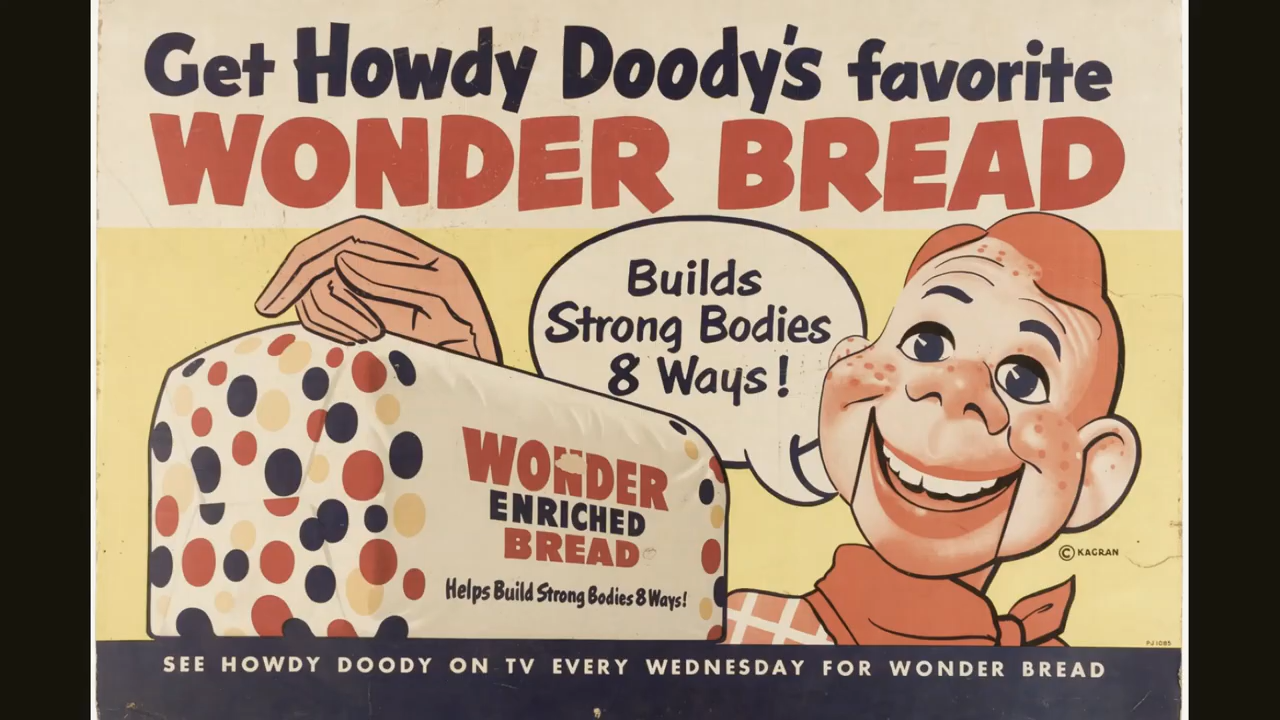 Get Howdy Doody's favorite
WONDER BREAD
Builds
Strong Bodies
8 Ways!
WONDER
ENRICHED
BREAD
Helps Build Strong Bodies 8 Ways!
© KAGRAN
PJ1085
SEE HOWDY DOODY ON TV EVERY WEDNESDAY FOR WONDER BREAD